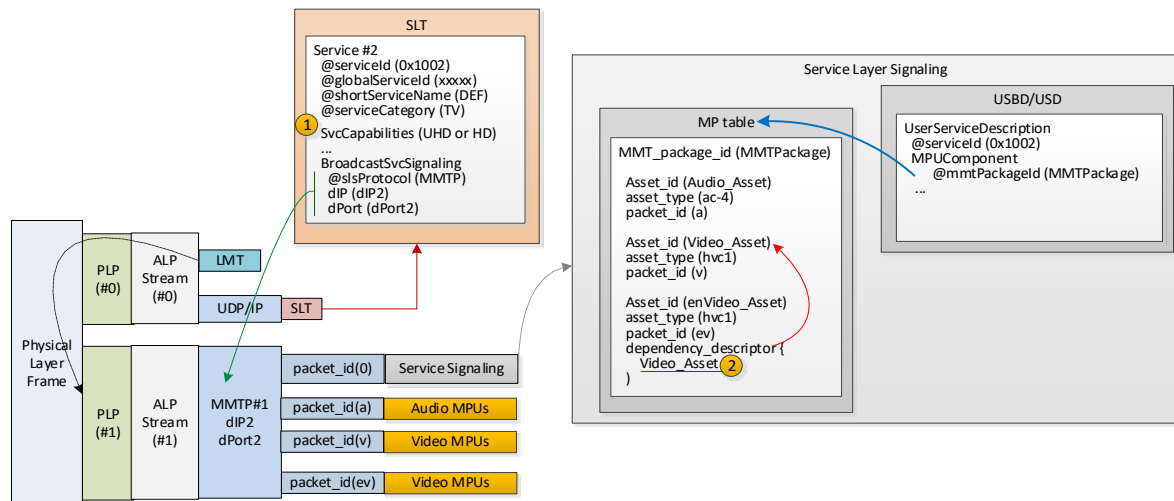 SLT
Service #2
@serviceId (0x1002)
@globalServiceId (xxxxx)
@shortServiceName (DEF)
@serviceCategory (TV)
1
SvcCapabilities (UHD or HD)
...
BroadcastSvcSignaling
@slsProtocol (MMTP)
dIP (dIP2)
dPort (dPort2)
Service Layer Signaling
MP table
MMT_package_id (MMTPackage)
Asset_id (Audio_Asset)
asset_type (ac-4)
packet_id (a)
Asset_id (Video_Asset)
asset_type (hvc1)
packet_id (v)
Asset_id (enVideo_Asset)
asset_type (hvc1)
packet_id (ev)
dependency_descriptor {
Video_Asset 2
)
USBD/USD
UserServiceDescription
@serviceId (0x1002)
MPUComponent
@mmtPackageId (MMTPackage)
...
Physical
Layer
Frame
PLP
(#0)
ALP
Stream
(#0)
LMT
UDP/IP
SLT
PLP
(#1)
ALP
Stream
(#1)
MMTP#1
dIP2
dPort2
packet_id(0)
Service Signaling
packet_id(a)
Audio MPUs
packet_id(v)
Video MPUs
packet_id(ev)
Video MPUs